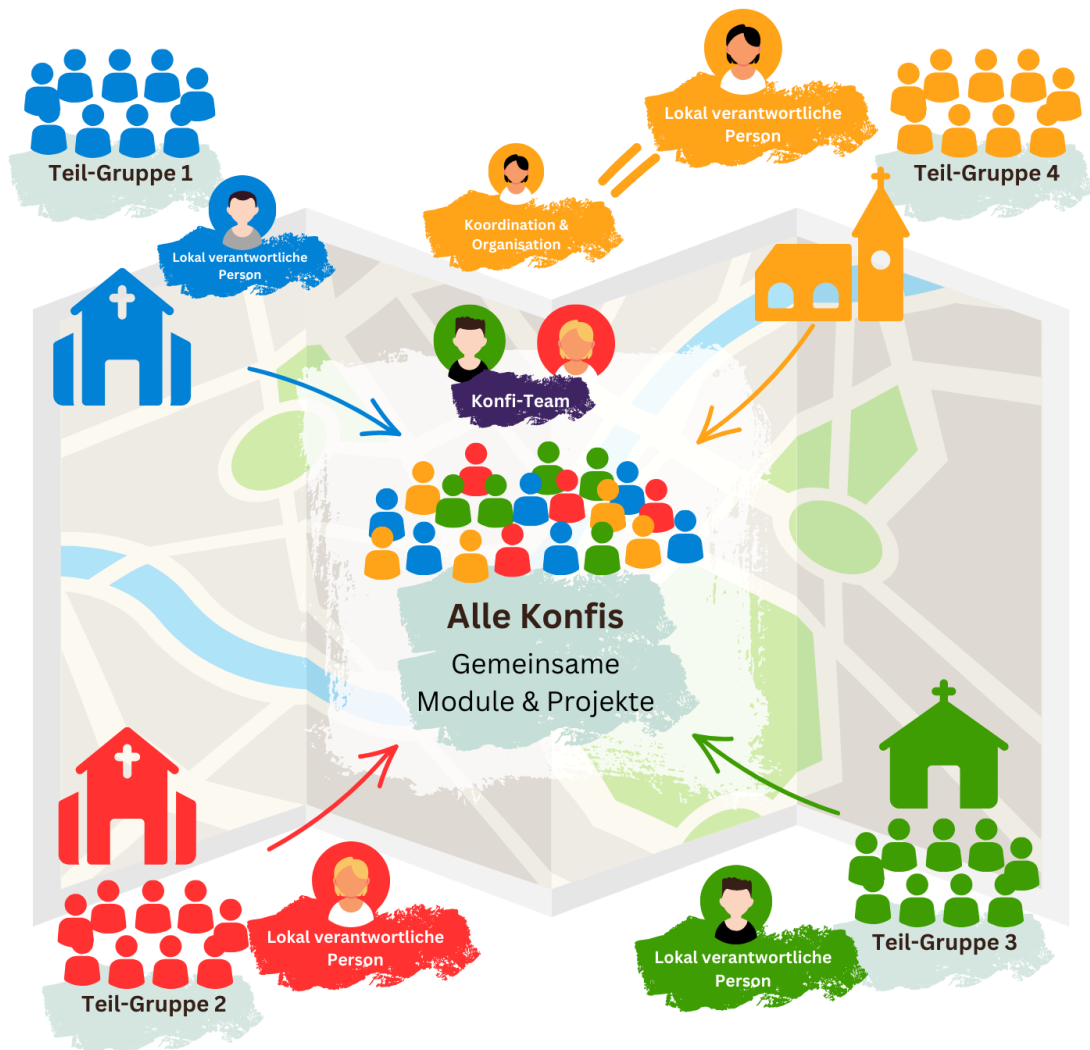 Teil-Gruppe 1
Lokal verantwortliche
Person
Koordination &
Organisation
Lokal verantwortliche
Person
Teil-Gruppe 4
Konfi-Team
Alle Konfis
Gemeinsame
Module & Projekte
Teil-Gruppe 2
Lokal verantwortliche
Person
Lokal verantwortliche
Person
Teil-Gruppe 3